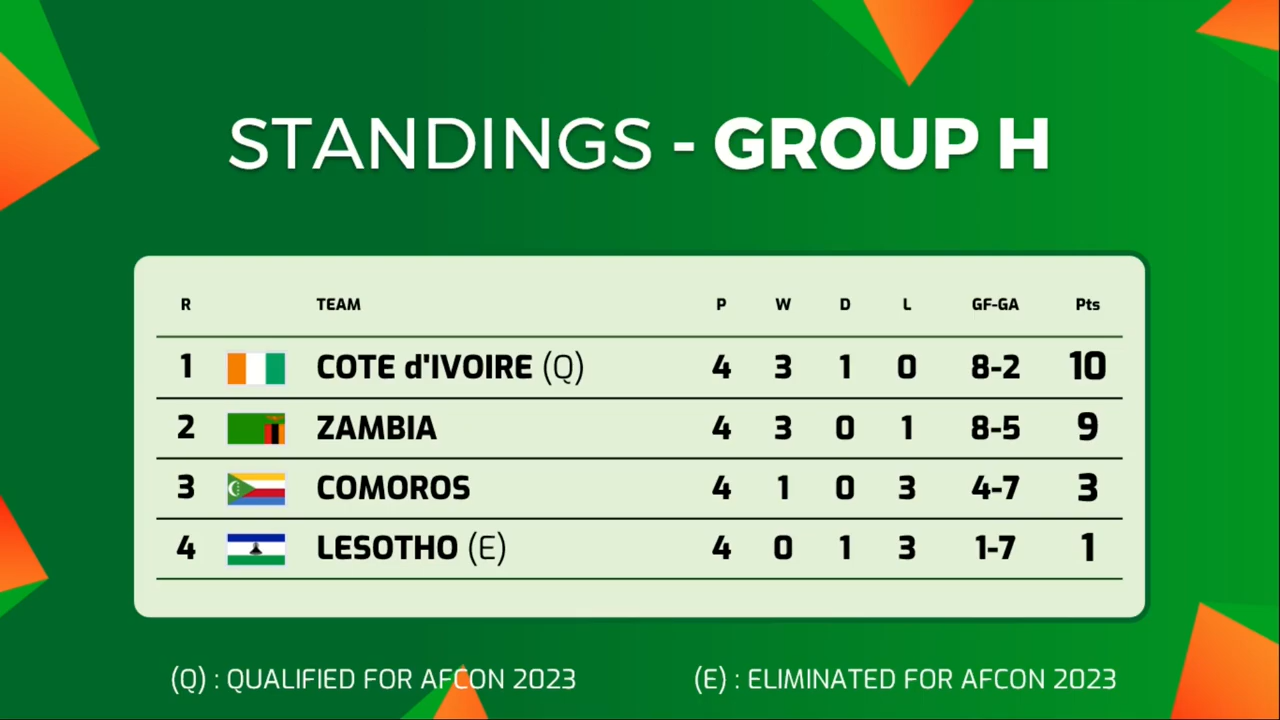 STANDINGS - GROUP H
R TEAM P W D L GF-GA Pts
1 COTE d'IVOIRE (Q) 4 3 1 0 8-2 10
2 ZAMBIA 4 3 0 1 8-5 9
3 COMOROS 4 1 0 3 4-7 3
4 LESOTHO (E) 4 0 1 3 1-7 1
(Q) : QUALIFIED FOR AFCON 2023 (E) : ELIMINATED FOR AFCON 2023